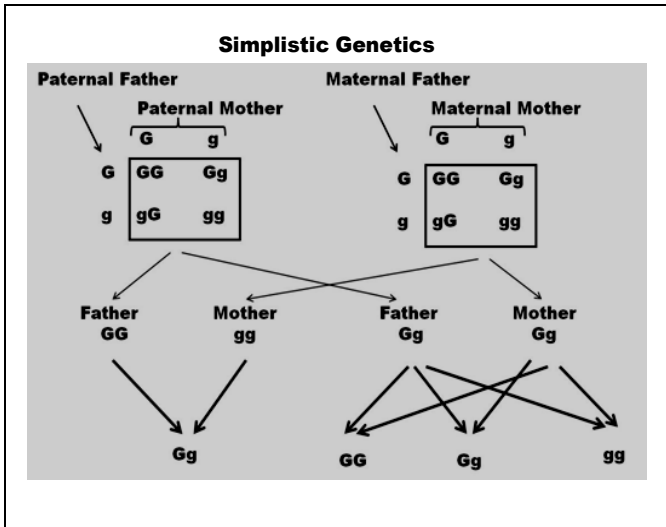 Simplistic Genetics
Paternal Father
Maternal Father
Paternal Mother
Maternal Mother
G g
G g
G GG Gg
G GG Gg
g gG gg
g gG gg
Father Mother Father Mother
GG gg Gg Gg
Gg GG Gg gg